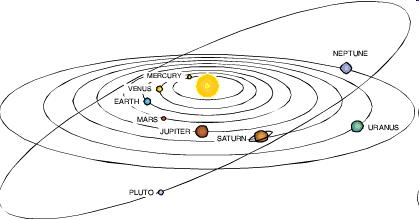 NEPTUNE
MERCURY
VENUS
EARTH
MARS
JUPITER
SATURN
URANUS
PLUTO